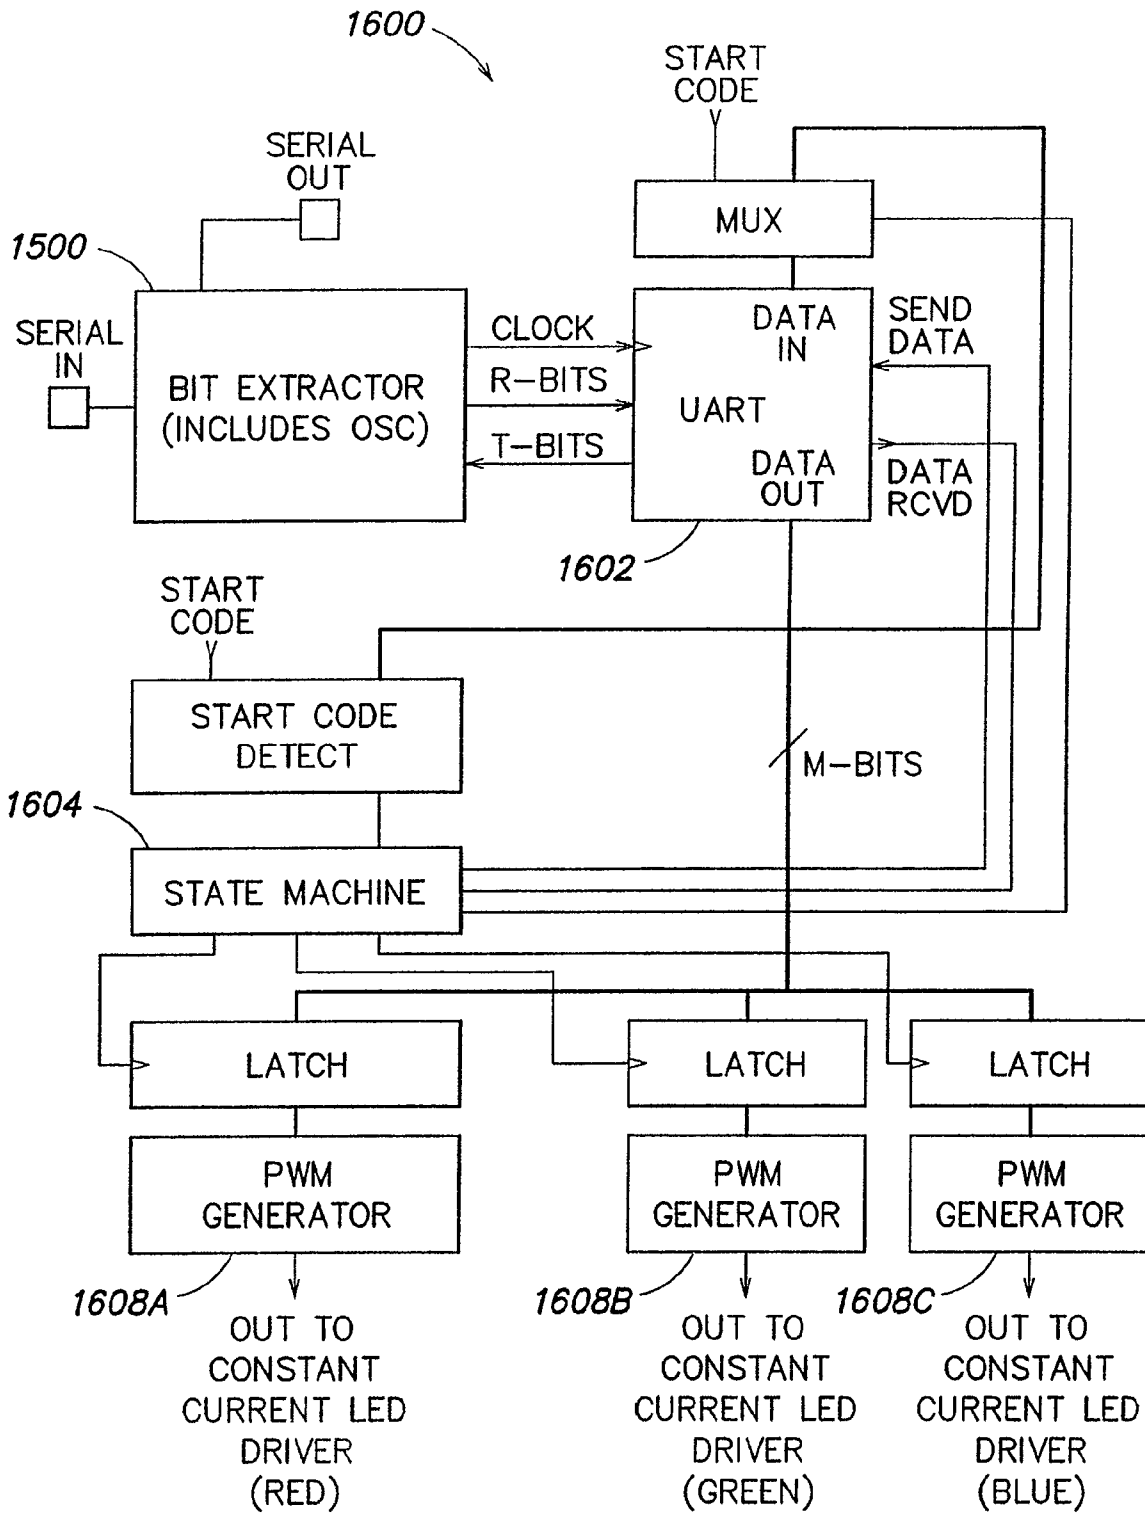 1600
START
CODE
SERIAL
OUT
MUX
1500
SERIAL
IN
BIT EXTRACTOR
(INCLUDES OSC)
CLOCK
R-BITS
T-BITS
DATA
IN
UART
DATA
OUT
SEND
DATA
DATA
RCVD
1602
START
CODE
START CODE
DETECT
M-BITS
1604
STATE MACHINE
LATCH
LATCH
LATCH
PWM
GENERATOR
PWM
GENERATOR
PWM
GENERATOR
1608A
1608B
1608C
OUT TO
CONSTANT
CURRENT LED
DRIVER
(RED)
OUT TO
CONSTANT
CURRENT LED
DRIVER
(GREEN)
OUT TO
CONSTANT
CURRENT LED
DRIVER
(BLUE)